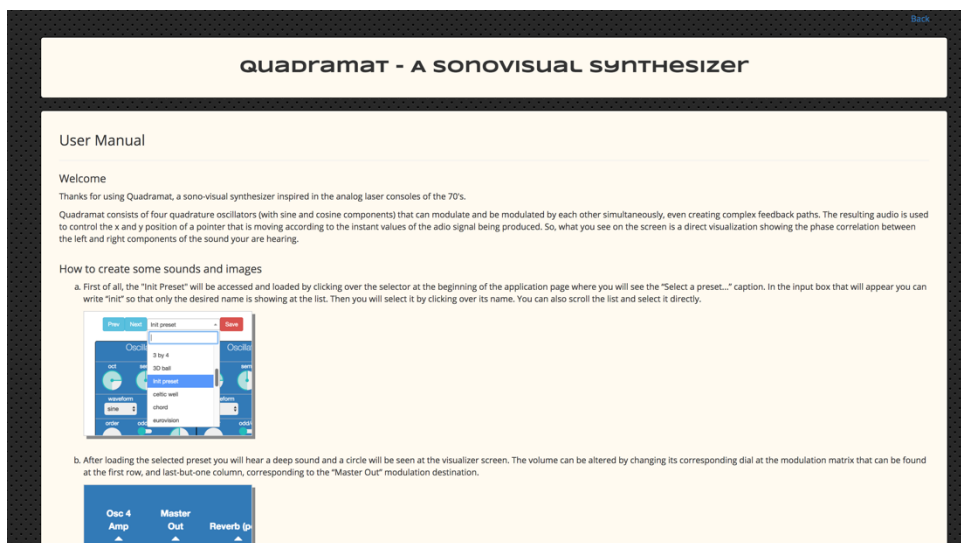 Back
Quadramat - A sonovisual synthesizer
User Manual
Welcome
Thanks for using Quadramat, a sono-visual synthesizer inspired in the analog laser consoles of the 70's.
Quadramat consists of four quadrature oscillators (with sine and cosine components) that can modulate and be modulated by each other simultaneously, even creating complex feedback paths. The resulting audio is used
to control the x and y position of a pointer that is moving according to the instant values of the adio signal being produced. So, what you see on the screen is a direct visualization showing the phase correlation between
the left and right components of the sound your are hearing.
How to create some sounds and images
a. First of all, the "Init Preset" will be accessed and loaded by clicking over the selector at the beginning of the application page where you will see the "Select a preset..." caption. In the input box that will appear you can
write "init" so that only the desired name is showing at the list. Then you will select it by clicking over its name. You can also scroll the list and select it directly.
Prev Next Init preset Save
Oscilla Oscilla
3 by 4
oct sem
3D ball
Init preset
waveform
celtic well
sine
chord
order odd
eurovision
b. After loading the selected preset you will hear a deep sound and a circle will be seen at the visualizer screen. The volume can be altered by changing its corresponding dial at the modulation matrix that can be found
at the first row, and last-but-one column, corresponding to the "Master Out" modulation destination.
Osc 4 Master
Amp Out Reverb (p